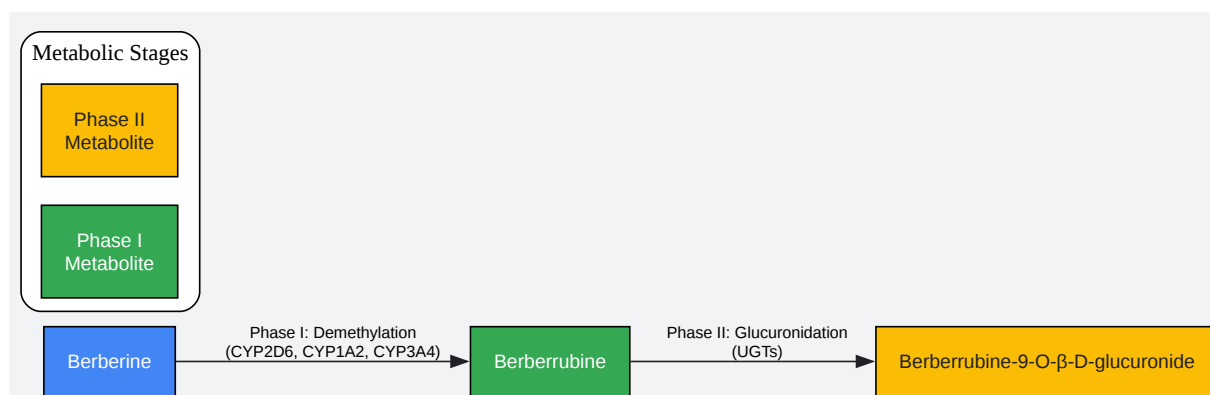 Metabolic Stages
Phase II
Metabolite
Phase I
Metabolite
Phase I: Demethylation
(CYP2D6, CYP1A2, CYP3A4)
Phase II: Glucuronidation
(UGTs)
Berberine
Berberrubine
Berberrubine-9-O-β-D-glucuronide